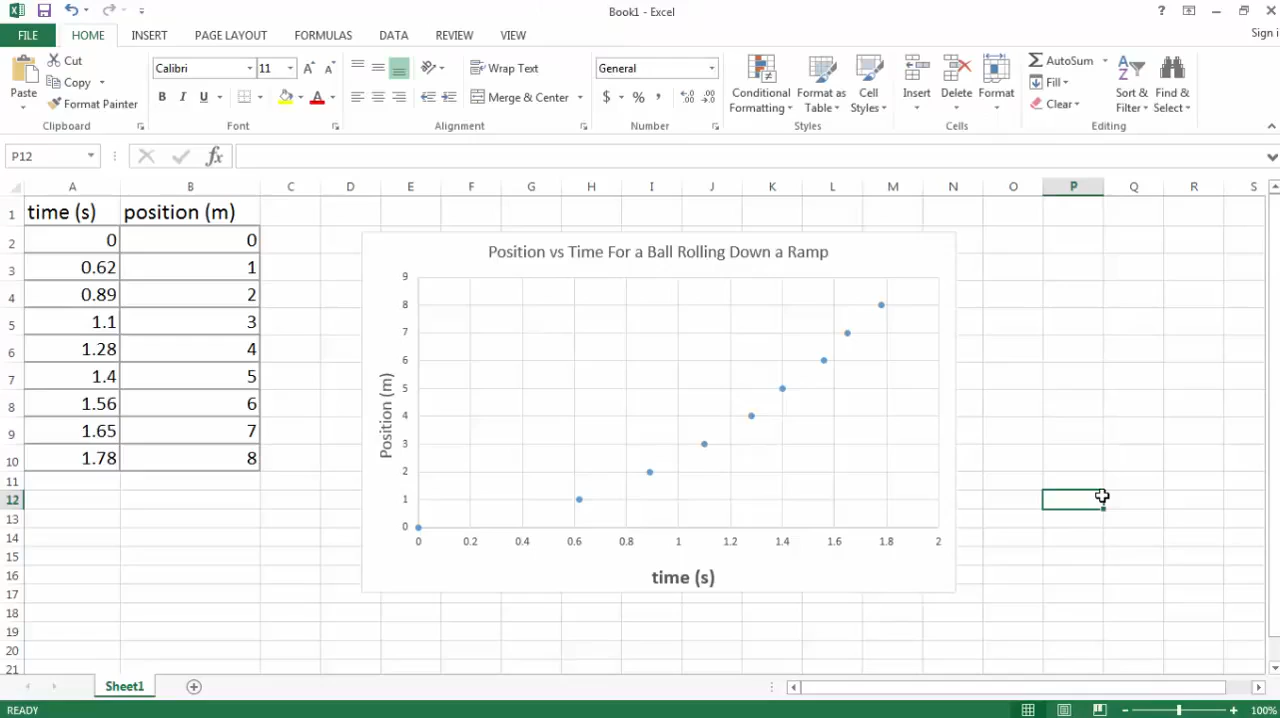 Book1 - Excel
?
FILE HOME INSERT PAGE LAYOUT FORMULAS DATA REVIEW VIEW Sign i
Paste Cut Copy Format Painter
Clipboard
Calibri 11
B I U
Font
Wrap Text
Merge & Center
Alignment
General
$ % ,
Number
Conditional Formatting
Format as Table
Cell Styles
Styles
Insert Delete Format
Cells
AutoSum
Fill
Clear
Sort & Filter
Find & Select
Editing
P12 fx
A B C D E F G H I J K L M N O P Q R S
1 time (s) position (m)
2 0 0
3 0.62 1
4 0.89 2
5 1.1 3
6 1.28 4
7 1.4 5
8 1.56 6
9 1.65 7
10 1.78 8
11
12
13
14
15
16
17
18
19
20
21
Position vs Time For a Ball Rolling Down a Ramp
Position (m)
9
8
7
6
5
4
3
2
1
0
0 0.2 0.4 0.6 0.8 1 1.2 1.4 1.6 1.8 2
time (s)
Sheet1
READY 100%